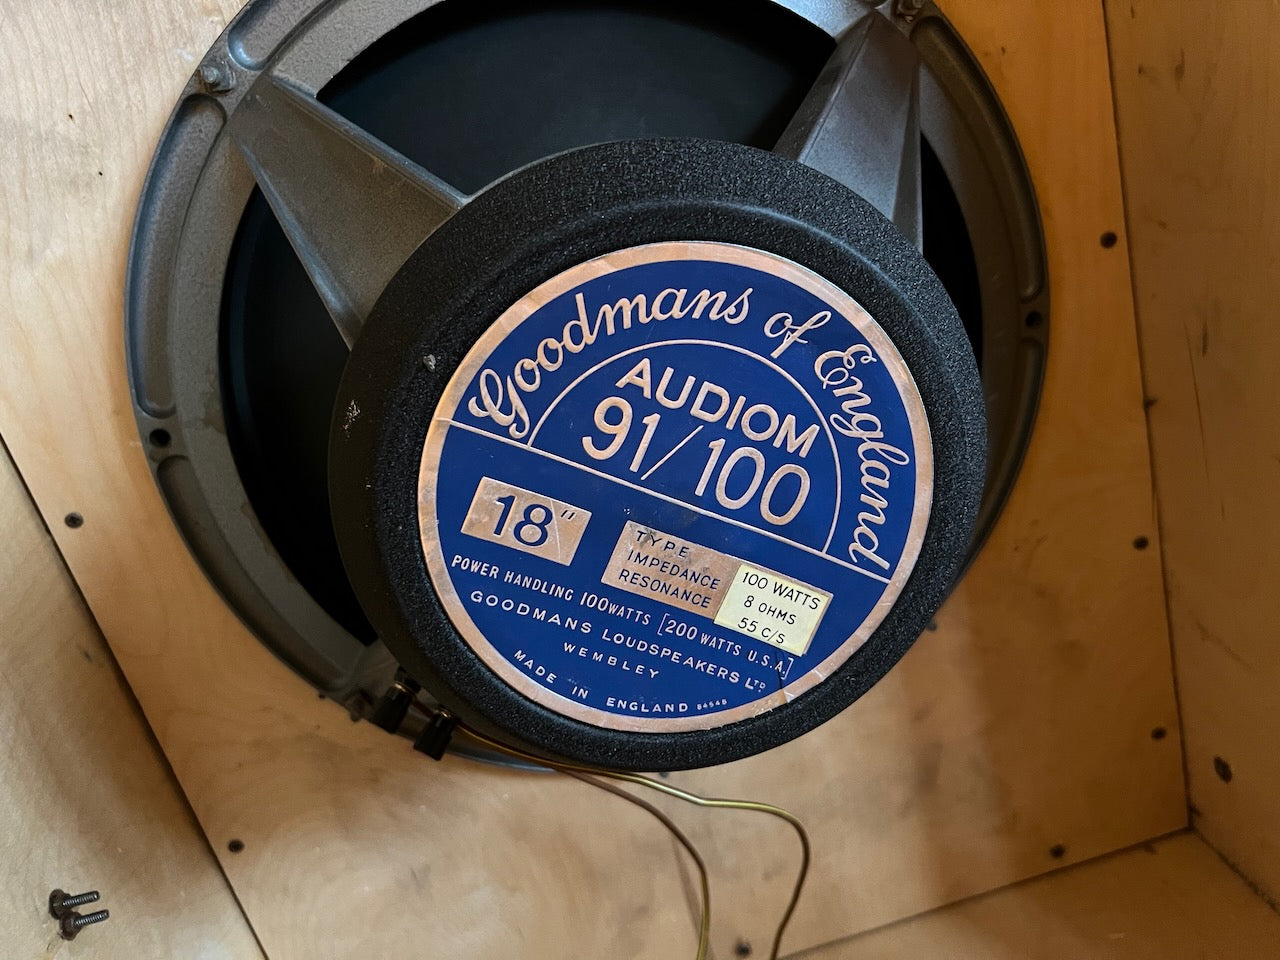 Goodmans of England
AUDIOM
91/100
18"
TYPE 100 WATTS
IMPEDANCE 8 OHMS
RESONANCE 55 C/S
POWER HANDLING 100WATTS [200 WATTS U.S.A.]
GOODMANS LOUDSPEAKERS LTD
WEMBLEY
MADE IN ENGLAND